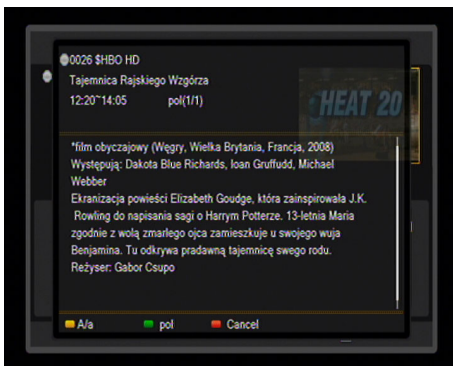 0026 $HBO HD
Tajemnica Rajskiego Wzgórza
12:20~14:05 pol(1/1)
HEAT 20
*film obyczajowy (Węgry, Wielka Brytania, Francja, 2008)
Występują: Dakota Blue Richards, Ioan Gruffudd, Michael
Webber
Ekranizacja powieści Elizabeth Goudge, która zainspirowała J.K.
Rowling do napisania sagi o Harrym Potterze. 13-letnia Maria
zgodnie z wolą zmarłego ojca zamieszkuje u swojego wuja
Benjamina. Tu odkrywa pradawną tajemnicę swego rodu.
Reżyser: Gabor Csupo
A/a pol Cancel